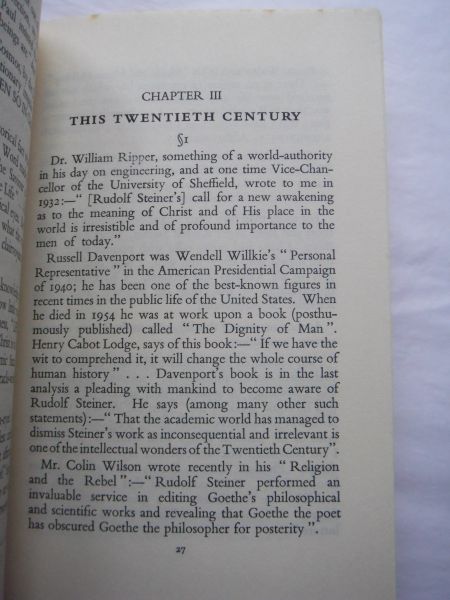 CHAPTER III
THIS TWENTIETH CENTURY
§1
Dr. William Ripper, something of a world-authority
in his day on engineering, and at one time Vice-Chan-
cellor of the University of Sheffield, wrote to me in
1932:—“ [Rudolf Steiner's] call for a new awakening
as to the meaning of Christ and of His place in the
world is irresistible and of profound importance to the
men of today.”
Russell Davenport was Wendell Willkie's “ Personal
Representative ” in the American Presidential Campaign
of 1940; he has been one of the best-known figures in
recent times in the public life of the United States. When
he died in 1954 he was at work upon a book (posthu-
mously published) called “ The Dignity of Man ”.
Henry Cabot Lodge, says of this book:—“ If we have the
wit to comprehend it, it will change the whole course of
human history ” . . . Davenport's book is in the last
analysis a pleading with mankind to become aware of
Rudolf Steiner. He says (among many other such
statements):—“ That the academic world has managed to
dismiss Steiner's work as inconsequential and irrelevant is
one of the intellectual wonders of the Twentieth Century”.
Mr. Colin Wilson wrote recently in his “ Religion
and the Rebel ”:—“ Rudolf Steiner performed an
invaluable service in editing Goethe's philosophical
and scientific works and revealing that Goethe the poet
has obscured Goethe the philosopher for posterity ”.
27